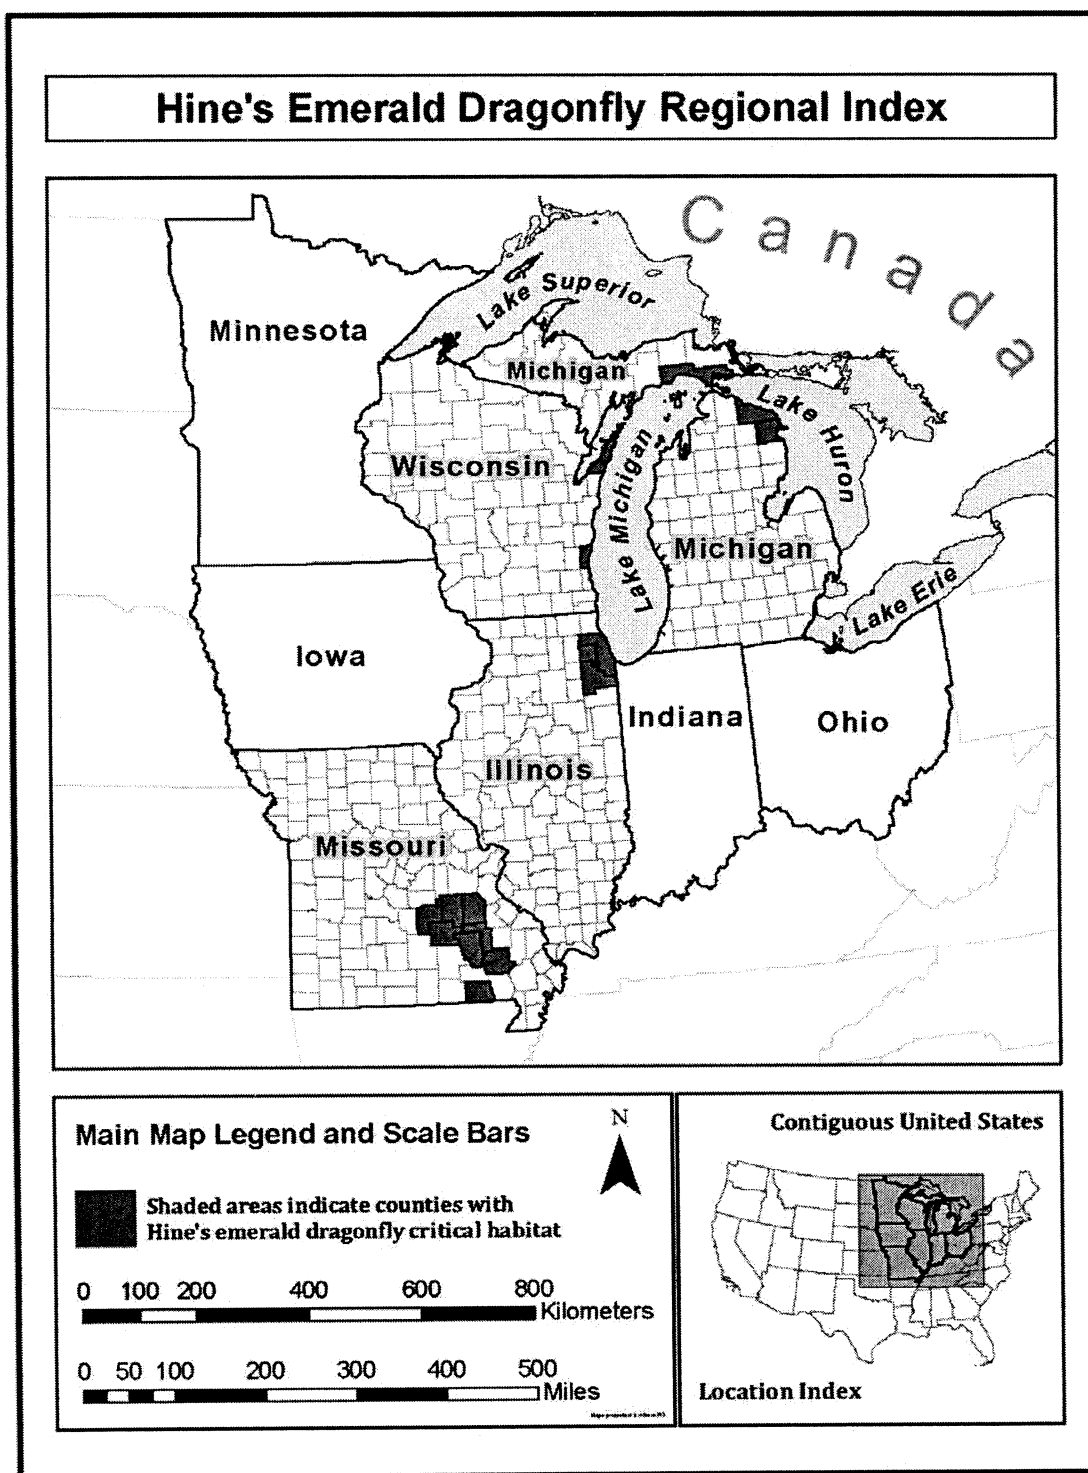 Hine's Emerald Dragonfly Regional Index
Canada
Lake Superior
Minnesota
Michigan
Lake Huron
Wisconsin
Lake Michigan
Michigan
Lake Erie
Iowa
Indiana
Ohio
Illinois
Missouri
Main Map Legend and Scale Bars
N
Shaded areas indicate counties with
Hine's emerald dragonfly critical habitat
0 100 200 400 600 800
Kilometers
0 50 100 200 300 400 500
Miles
Contiguous United States
Location Index